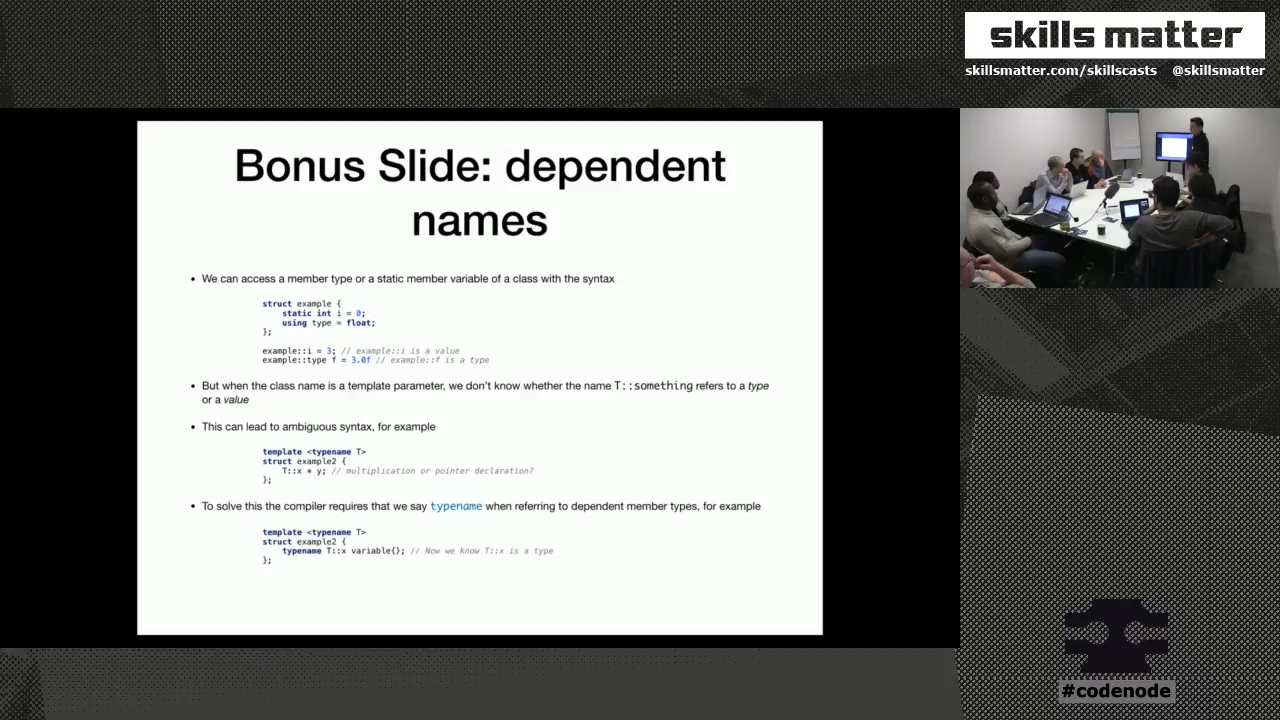 skills matter
skillsmatter.com/skillscasts @skillsmatter
Bonus Slide: dependent
names
• We can access a member type or a static member variable of a class with the syntax
struct example {
static int i = 0;
using type = float;
};
example::i = 3; // example::i is a value
example::type f = 3.0f // example::f is a type
• But when the class name is a template parameter, we don't know whether the name T::something refers to a type
or a value
• This can lead to ambiguous syntax, for example
template <typename T>
struct example2 {
T::x * y; // multiplication or pointer declaration?
};
• To solve this the compiler requires that we say typename when referring to dependent member types, for example
template <typename T>
struct example2 {
typename T::x variable{}; // Now we know T::x is a type
};
#codenode